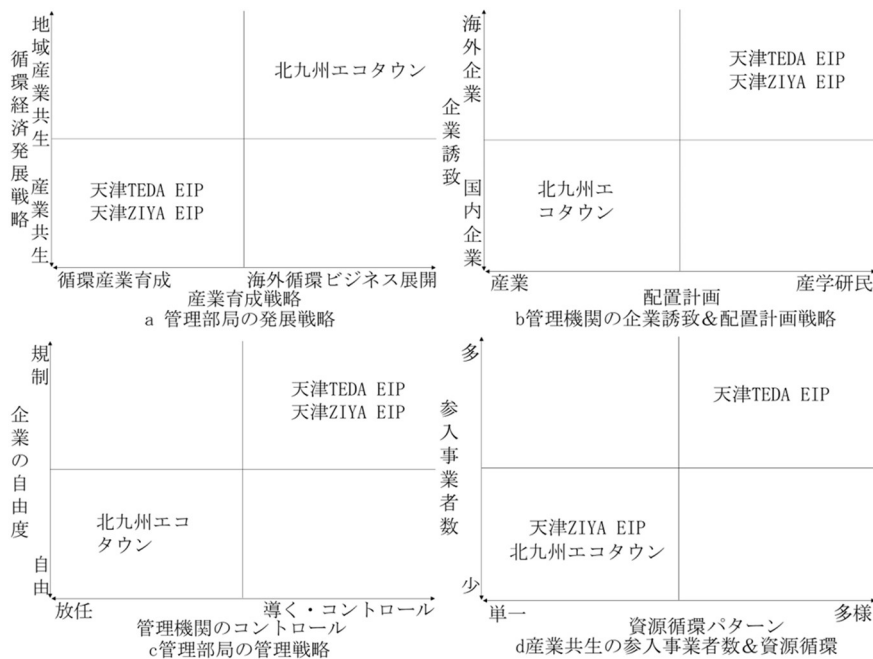 循環経済発展戦略
地域産業共生
産業共生
北九州エコタウン
天津TEDA EIP
天津ZIYA EIP
循環産業育成
海外循環ビジネス展開
産業育成戦略
a 管理部局の発展戦略
企業誘致
海外企業
国内企業
天津TEDA EIP
天津ZIYA EIP
北九州エ
コタウン
産業
産学研民
配置計画
b管理機関の企業誘致&配置計画戦略
企業の自由度
規制
自由
天津TEDA EIP
天津ZIYA EIP
北九州エコ
タウン
放任
導く・コントロール
管理機関のコントロール
c管理部局の管理戦略
参入事業者数
多
少
天津TEDA EIP
天津ZIYA EIP
北九州エコタウン
単一
多様
資源循環パターン
d産業共生の参入事業者数&資源循環